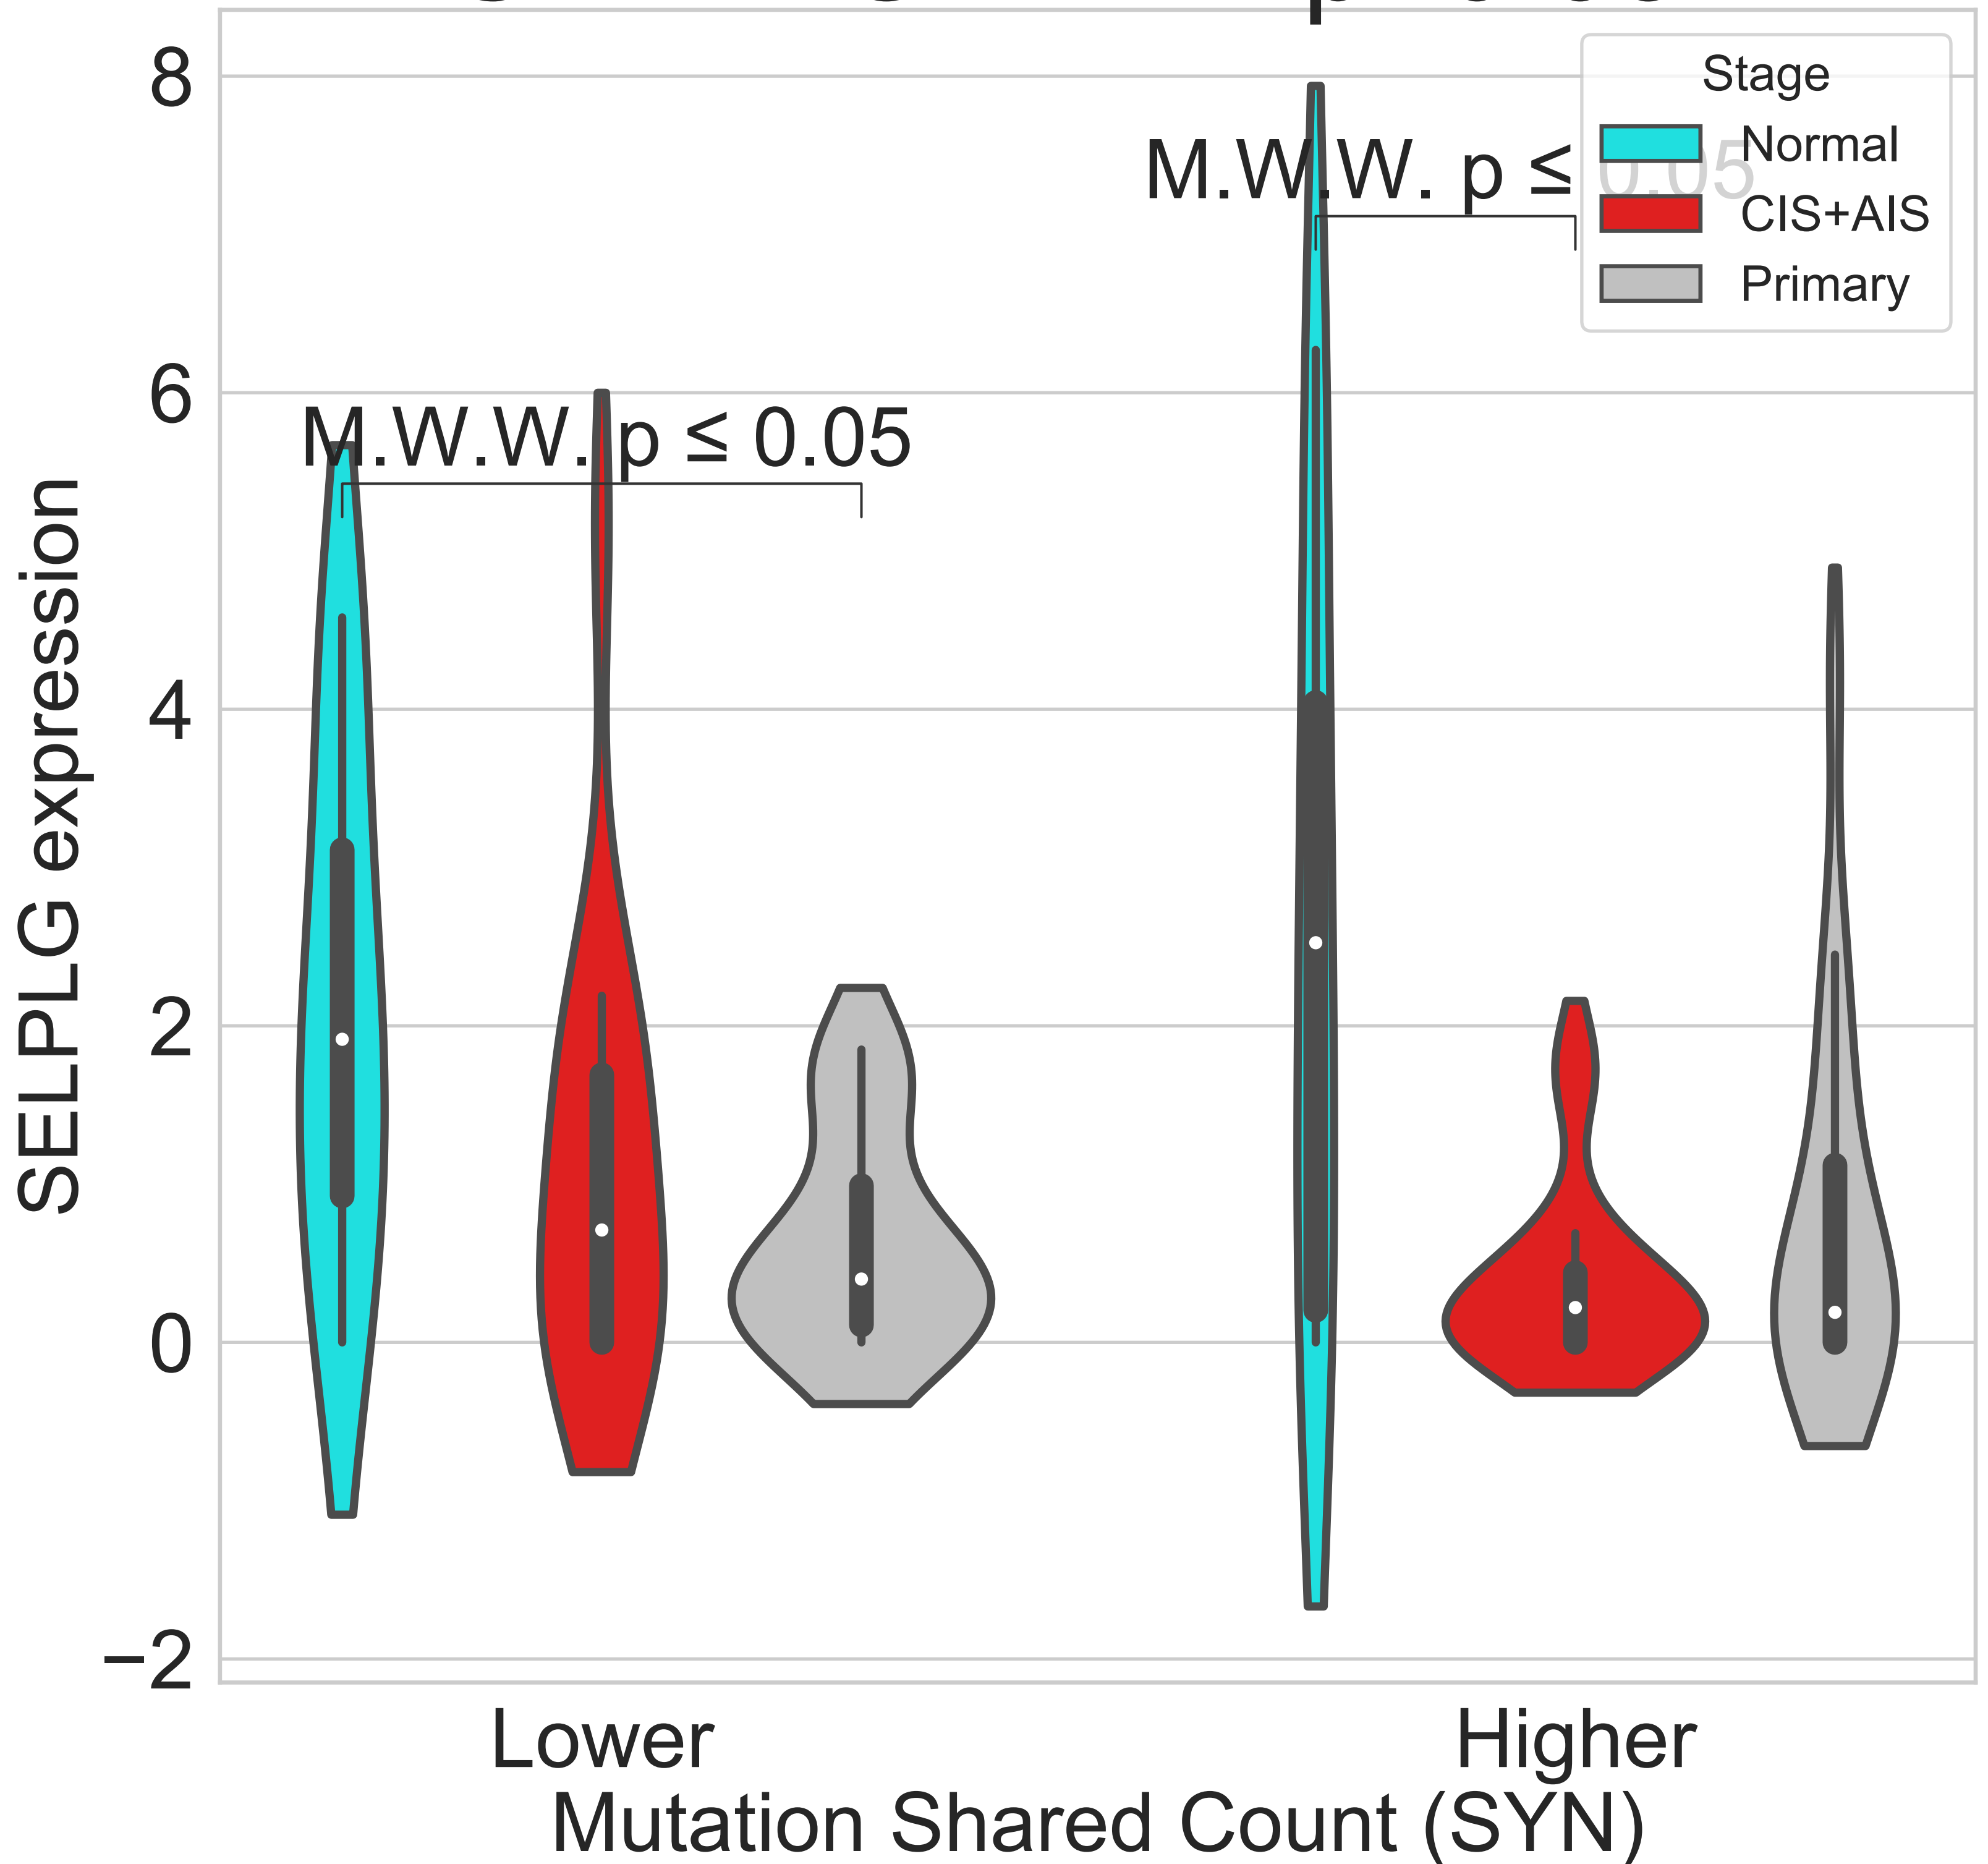 8
6
4
2
0
−2
SELPLG expression
M.W.W. p ≤ 0.05
M.W.W. p ≤ 0.05
Stage
Normal
CIS+AIS
Primary
Lower
Higher
Mutation Shared Count (SYN)